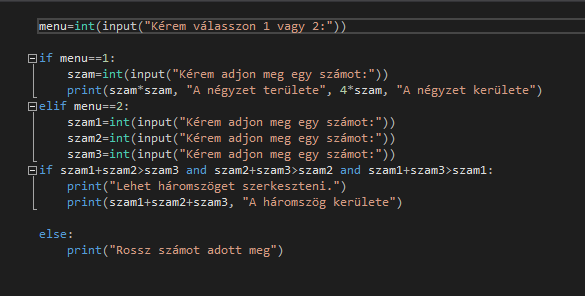 menu=int(input("Kérem válasszon 1 vagy 2:"))
if menu==1:
    szam=int(input("Kérem adjon meg egy számot:"))
    print(szam*szam, "A négyzet területe", 4*szam, "A négyzet kerülete")
elif menu==2:
    szam1=int(input("Kérem adjon meg egy számot:"))
    szam2=int(input("Kérem adjon meg egy számot:"))
    szam3=int(input("Kérem adjon meg egy számot:"))
if szam1+szam2>szam3 and szam2+szam3>szam2 and szam1+szam3>szam1:
    print("Lehet háromszöget szerkeszteni.")
    print(szam1+szam2+szam3, "A háromszög kerülete")
else:
    print("Rossz számot adott meg")